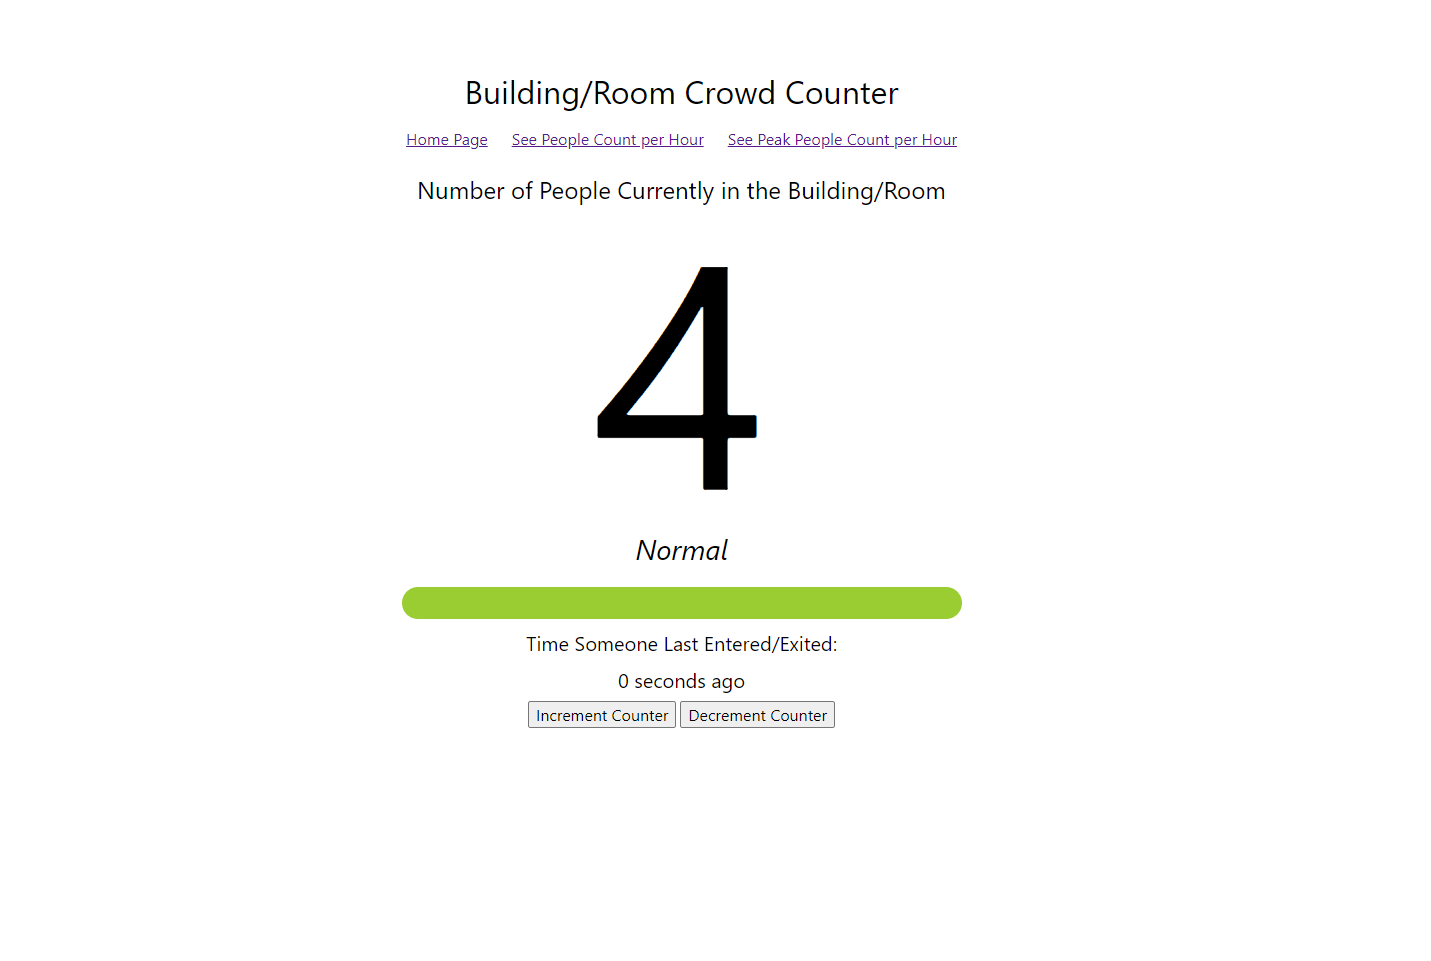 Building/Room Crowd Counter
Home Page See People Count per Hour See Peak People Count per Hour
Number of People Currently in the Building/Room
4
Normal
Time Someone Last Entered/Exited:
0 seconds ago
Increment Counter Decrement Counter